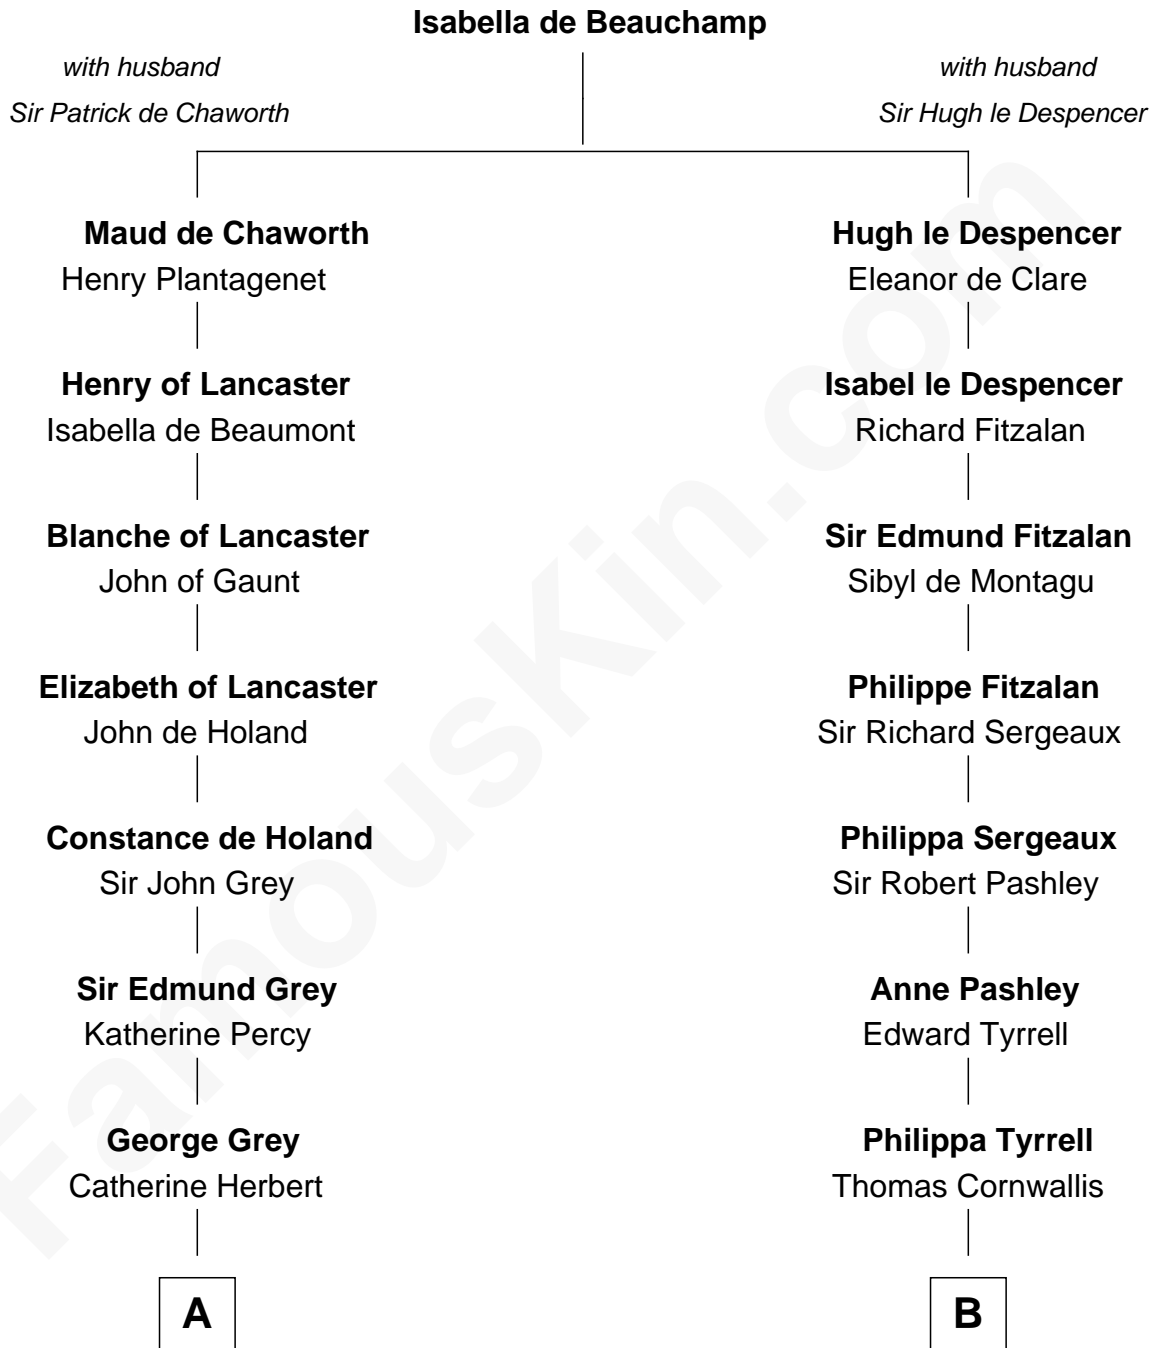 Isabella de Beauchamp
with husband
Sir Patrick de Chaworth
with husband
Sir Hugh le Despencer
Maud de Chaworth
Henry Plantagenet
Henry of Lancaster
Isabella de Beaumont
Blanche of Lancaster
John of Gaunt
Elizabeth of Lancaster
John de Holand
Constance de Holand
Sir John Grey
Sir Edmund Grey
Katherine Percy
George Grey
Catherine Herbert
A
Hugh le Despencer
Eleanor de Clare
Isabel le Despencer
Richard Fitzalan
Sir Edmund Fitzalan
Sibyl de Montagu
Philippe Fitzalan
Sir Richard Sergeaux
Philippa Sergeaux
Sir Robert Pashley
Anne Pashley
Edward Tyrrell
Philippa Tyrrell
Thomas Cornwallis
B
FamousKin.com